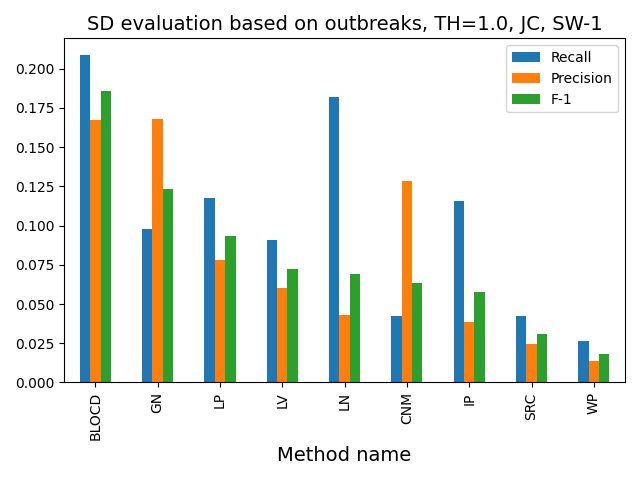 SD evaluation based on outbreaks, TH=1.0, JC, SW-1
Recall
Precision
F-1
0.200
0.175
0.150
0.125
0.100
0.075
0.050
0.025
0.000
BLOCD
GN
LP
LV
LN
CNM
IP
SRC
WP
Method name